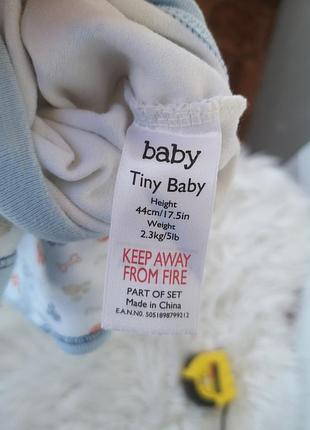 baby
Tiny Baby
Height
44cm/17.5in
Weight
2.3kg/5lb
KEEP AWAY
FROM FIRE
PART OF SET
Made in China
E.A.N.N0. 5051898799212